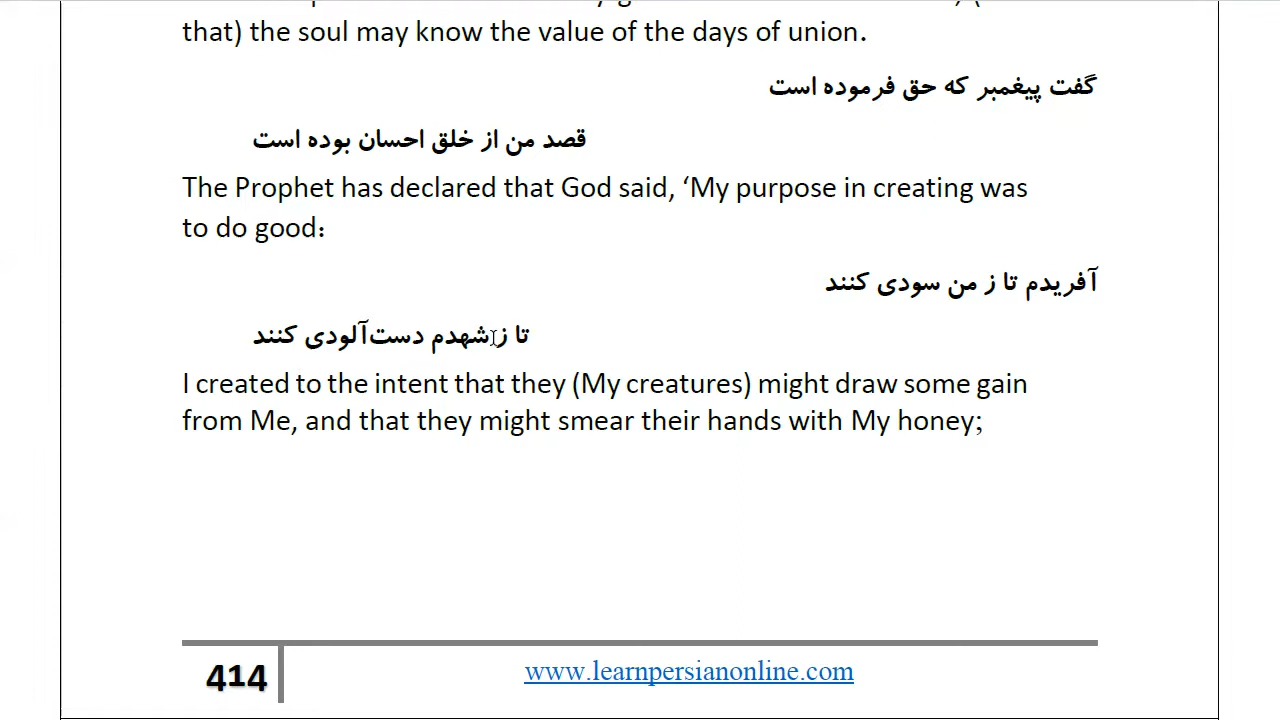 that) the soul may know the value of the days of union.
گفت پیغمبر که حق فرموده است
قصد من از خلق احسان بوده است
The Prophet has declared that God said, ‘My purpose in creating was
to do good:
آفریدم تا ز من سودی کنند
تا ز شهدم دست‌آلودی کنند
I created to the intent that they (My creatures) might draw some gain
from Me, and that they might smear their hands with My honey;
414
www.learnpersianonline.com